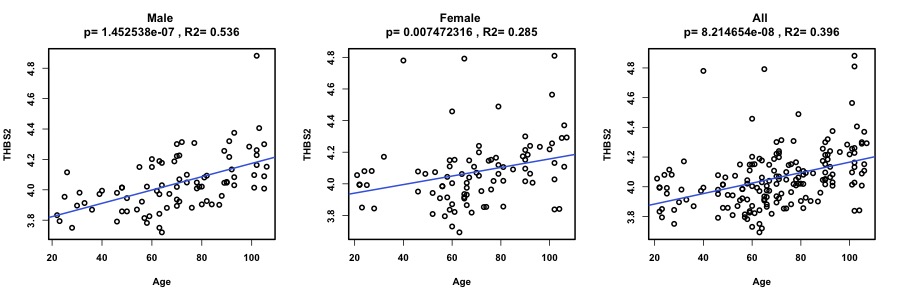 Male
p= 1.452538e-07 , R2= 0.536
THBS2
4.8
4.6
4.4
4.2
4.0
3.8
20 40 60 80 100
Age
Female
p= 0.007472316 , R2= 0.285
THBS2
4.8
4.6
4.4
4.2
4.0
3.8
20 40 60 80 100
Age
All
p= 8.214654e-08 , R2= 0.396
THBS2
4.8
4.6
4.4
4.2
4.0
3.8
20 40 60 80 100
Age